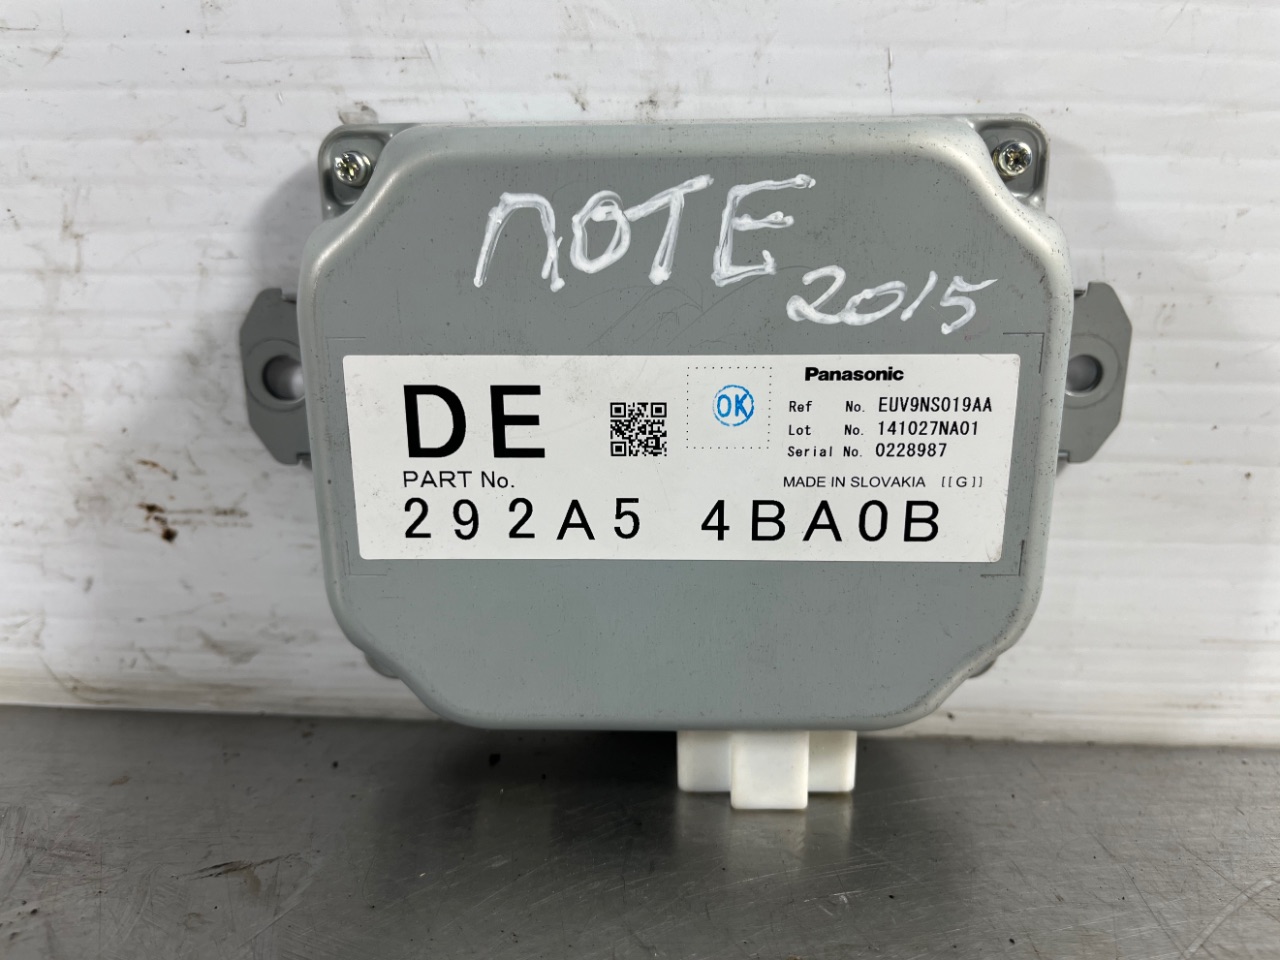 NOTE
2015
DE
OK
Panasonic
Ref No. EUV9NS019AA
Lot No. 141027NA01
Serial No. 0228987
PART No.
MADE IN SLOVAKIA [[G]]
292A5 4BA0B